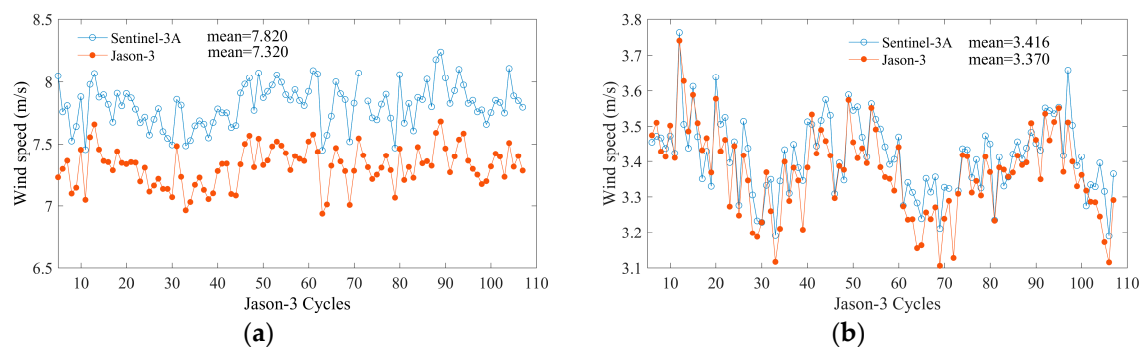 8.5
8
7.5
7
6.5
Wind speed (m/s)
Sentinel-3A mean=7.820
Jason-3 mean=7.320
10 20 30 40 50 60 70 80 90 100 110
Jason-3 Cycles
(a)
3.8
3.7
3.6
3.5
3.4
3.3
3.2
3.1
Wind speed (m/s)
Sentinel-3A mean=3.416
Jason-3 mean=3.370
10 20 30 40 50 60 70 80 90 100 110
Jason-3 Cycles
(b)